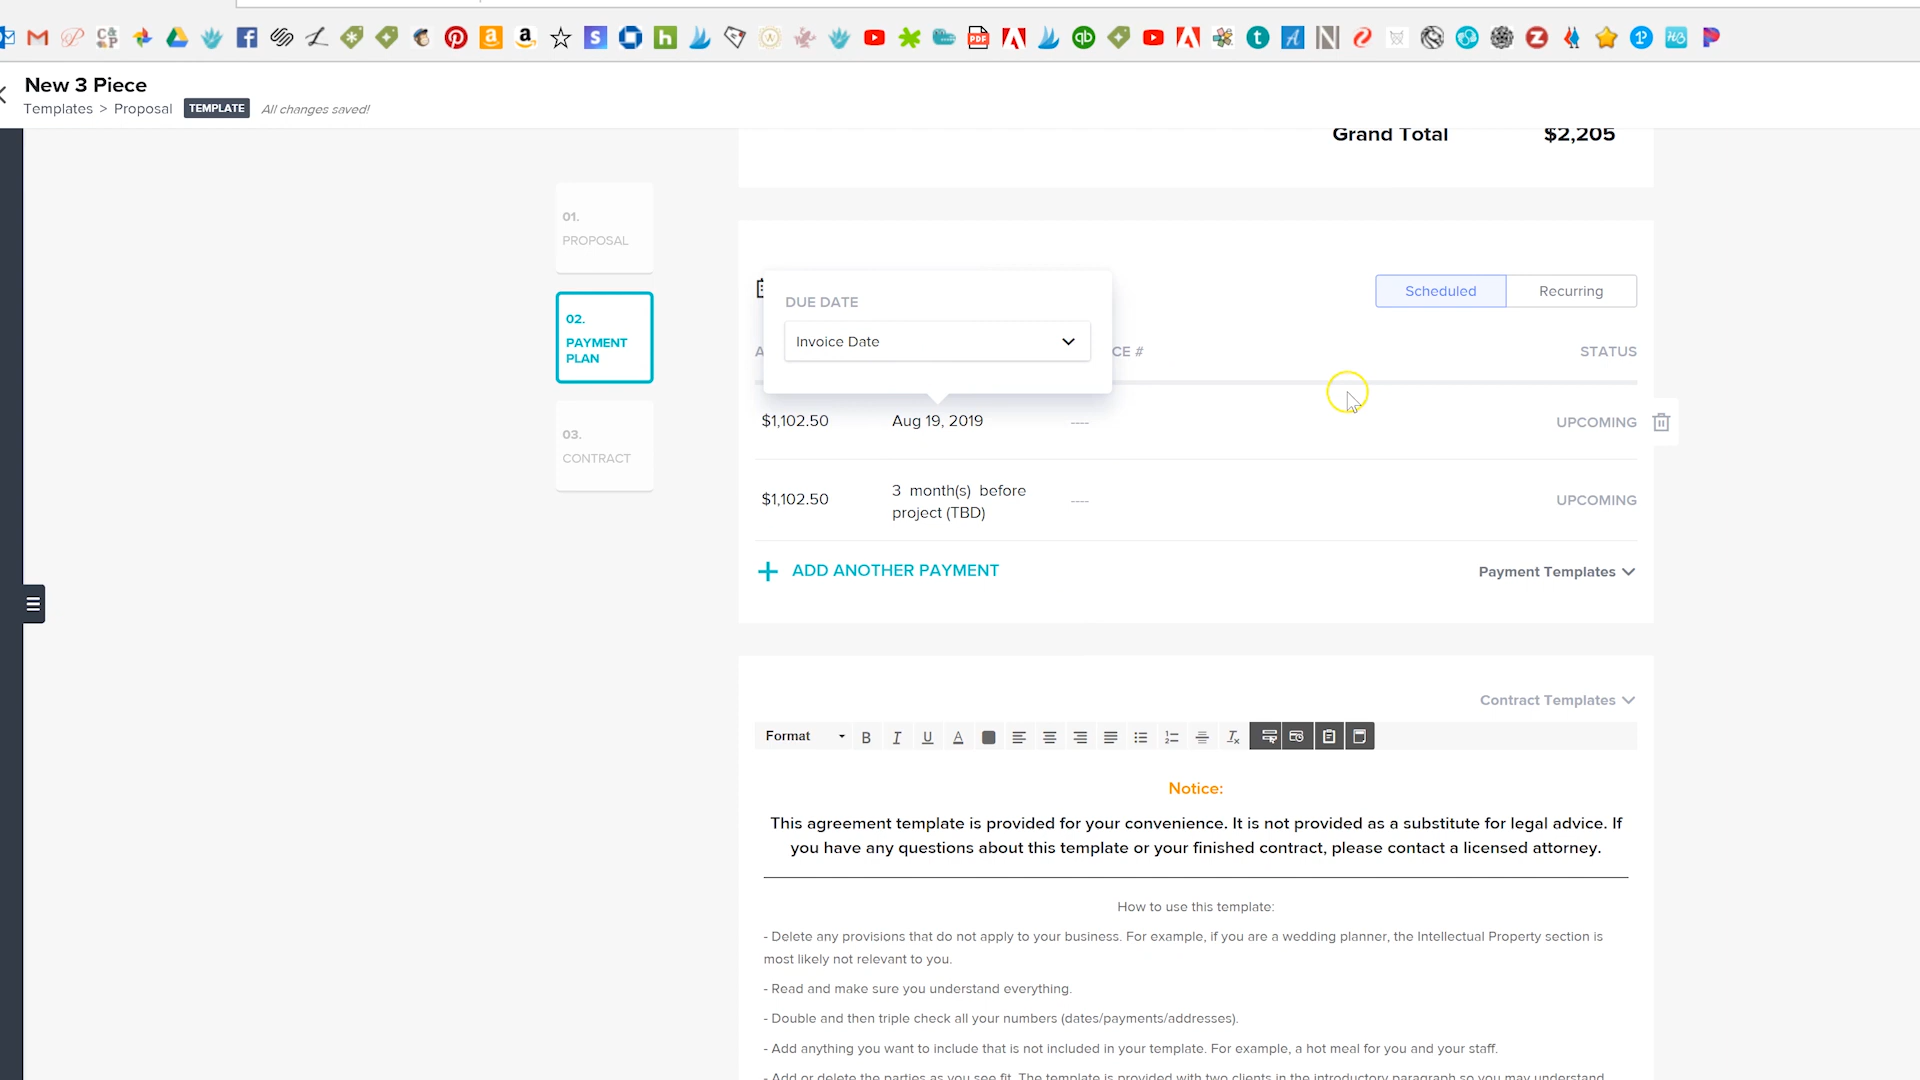 New 3 Piece
Templates > Proposal TEMPLATE All changes saved!
Grand Total $2,205
01.
PROPOSAL
02.
PAYMENT
PLAN
03.
CONTRACT
DUE DATE
Invoice Date
Scheduled Recurring
A CE # STATUS
$1,102.50 Aug 19, 2019 ---- UPCOMING
$1,102.50 3 month(s) before
project (TBD) ---- UPCOMING
+ ADD ANOTHER PAYMENT Payment Templates
Contract Templates
Format B I U A
Notice:
This agreement template is provided for your convenience. It is not provided as a substitute for legal advice. If
you have any questions about this template or your finished contract, please contact a licensed attorney.
How to use this template:
- Delete any provisions that do not apply to your business. For example, if you are a wedding planner, the Intellectual Property section is
most likely not relevant to you.
- Read and make sure you understand everything.
- Double and then triple check all your numbers (dates/payments/addresses).
- Add anything you want to include that is not included in your template. For example, a hot meal for you and your staff.
- Add or delete the parties as you see fit. The template is provided with two clients in the introductory paragraph so you may understand